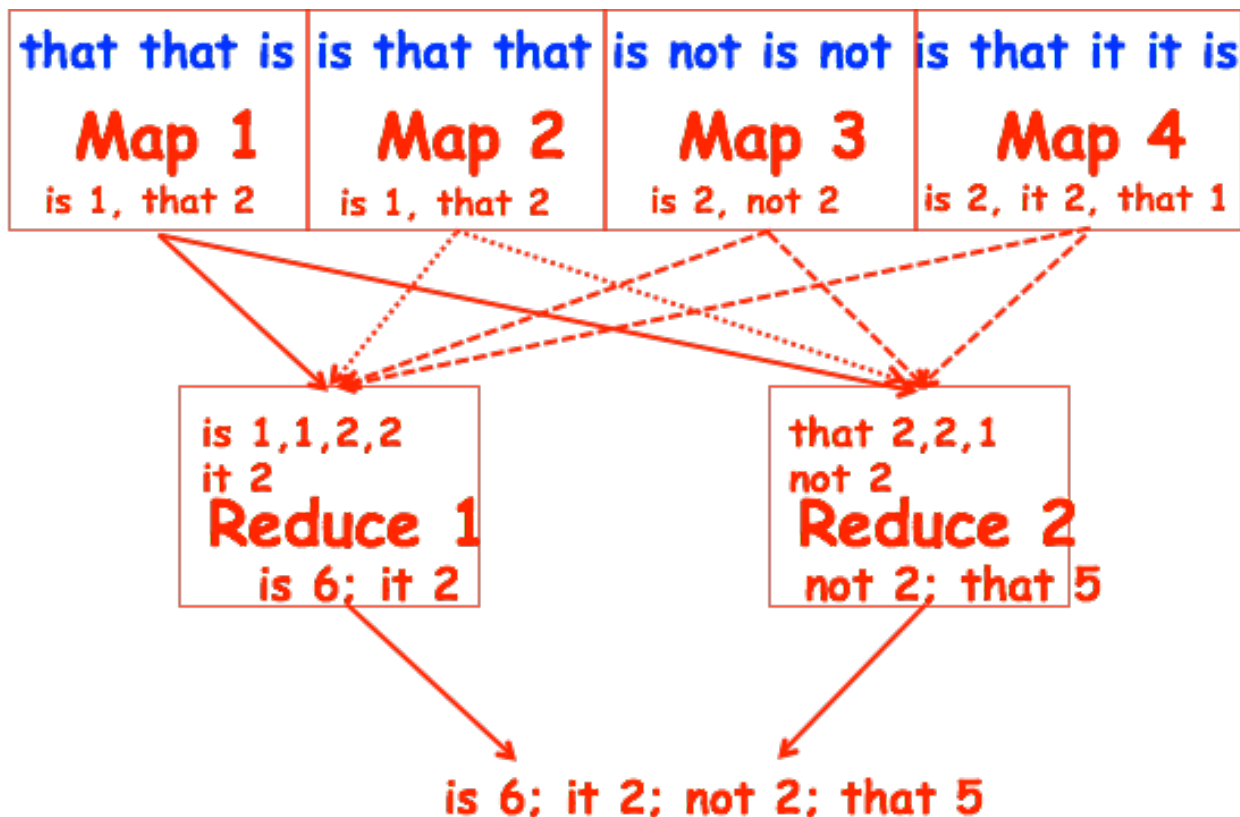 that that is
is that that
is not is not
is that it it is
Map 1
Map 2
Map 3
Map 4
is 1, that 2
is 1, that 2
is 2, not 2
is 2, it 2, that 1
is 1,1,2,2
it 2
Reduce 1
is 6; it 2
that 2,2,1
not 2
Reduce 2
not 2; that 5
is 6; it 2; not 2; that 5